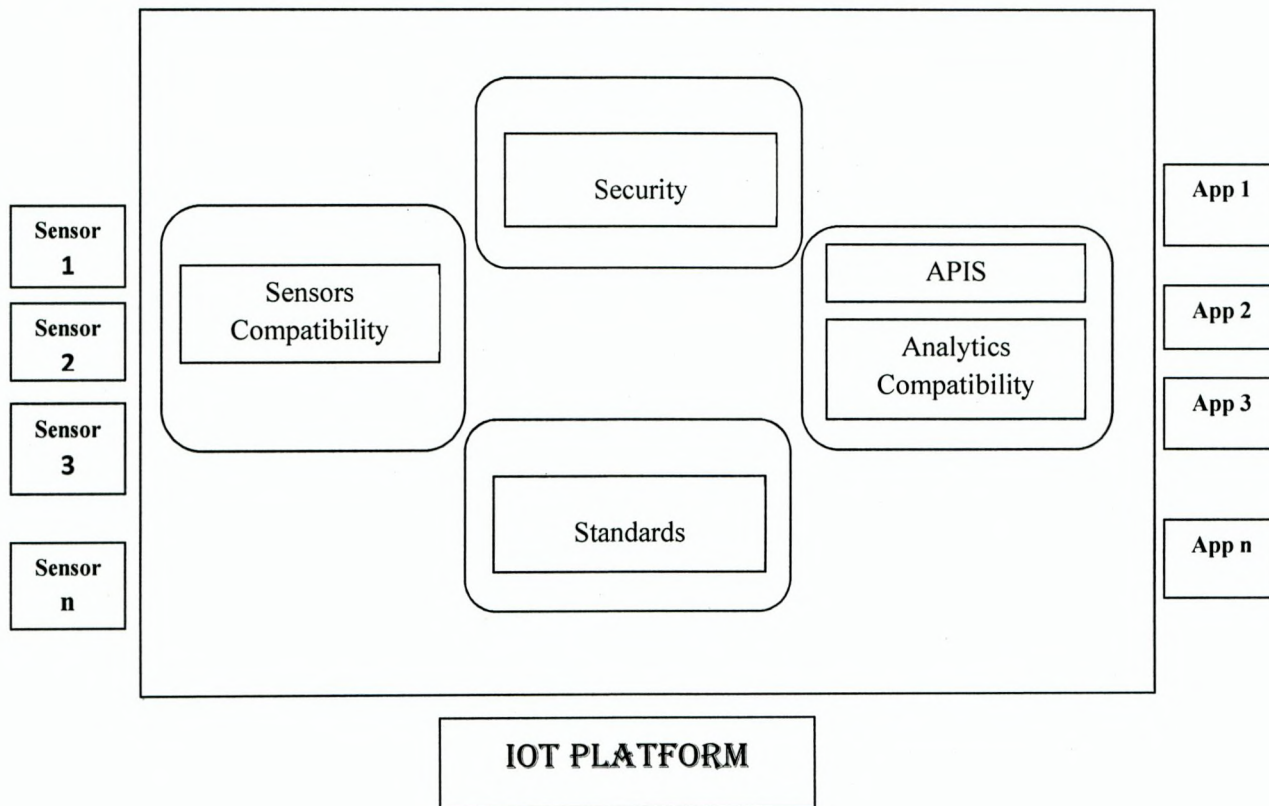 Sensor
1
Sensor
2
Sensor
3
Sensor
n
Security
Sensors
Compatibility
APIS
Analytics
Compatibility
Standards
App 1
App 2
App 3
App n
IOT PLATFORM